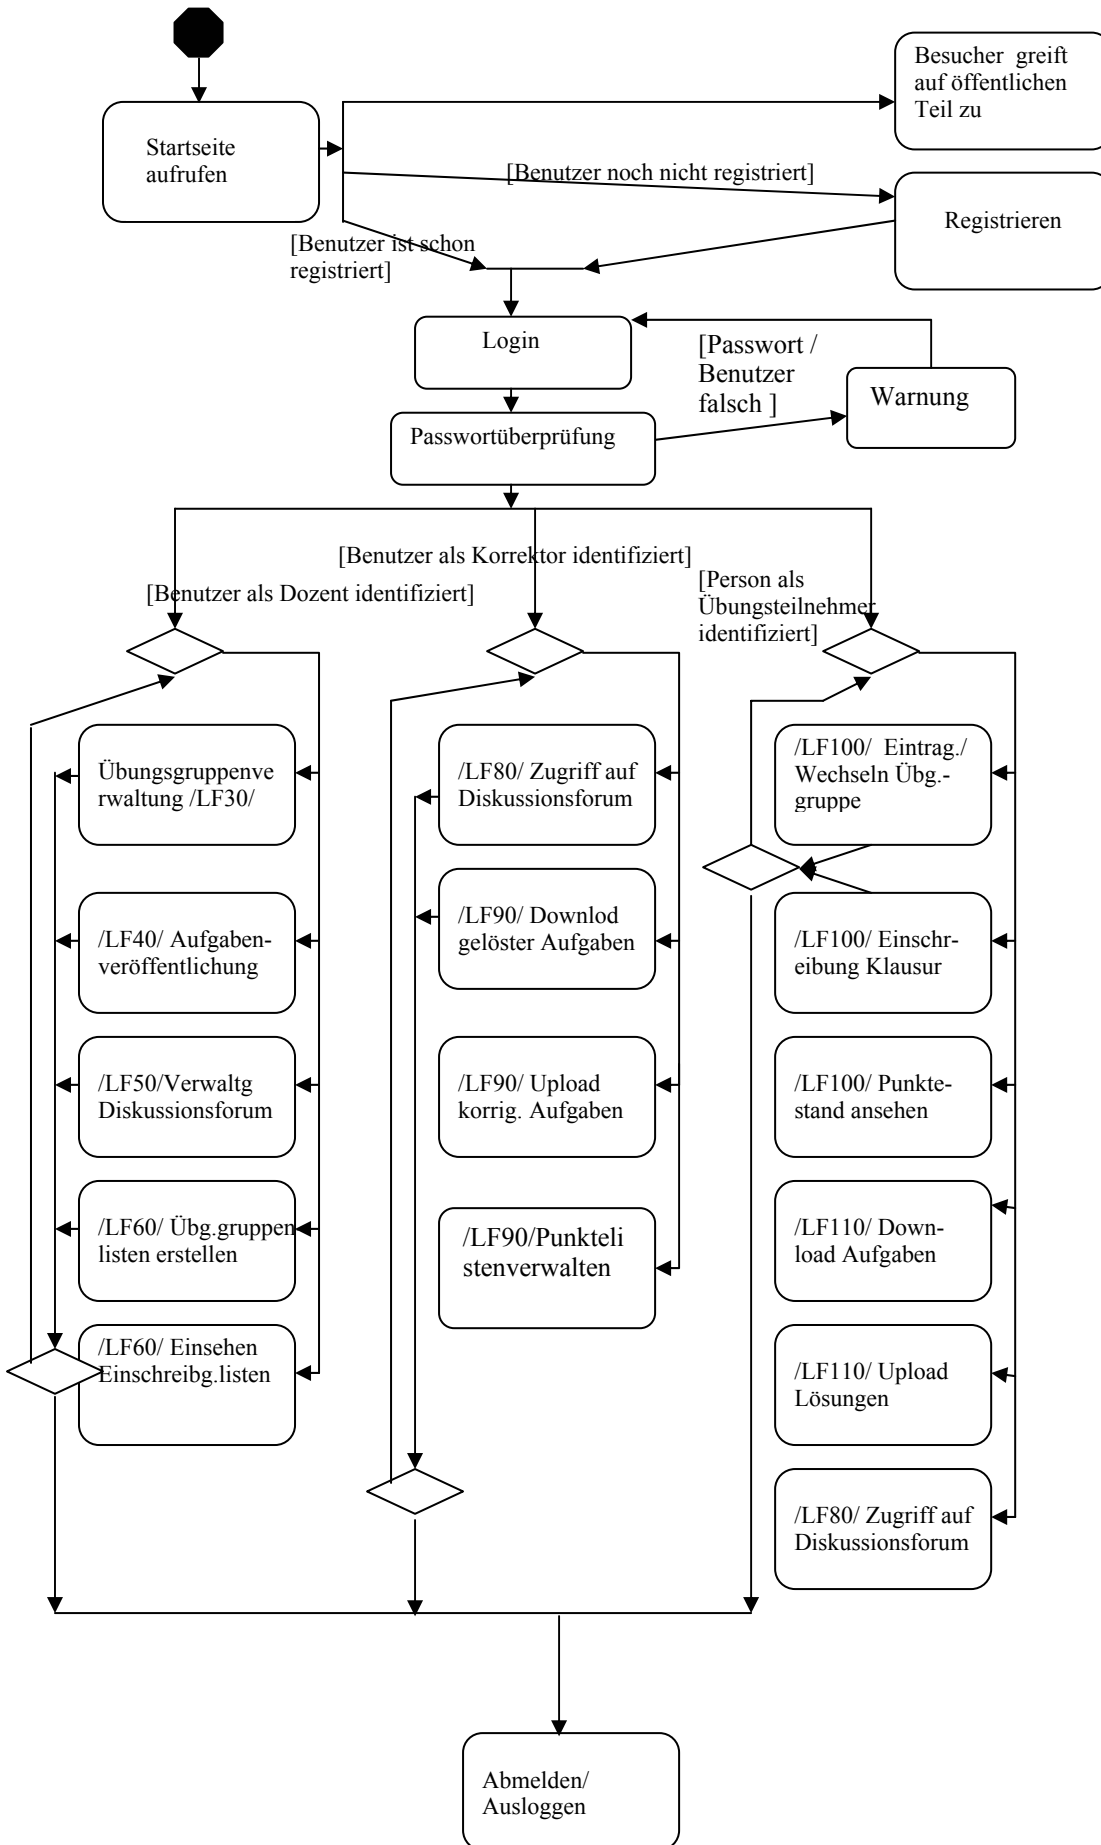 Besucher greift
auf öffentlichen
Teil zu
Startseite
aufrufen
[Benutzer noch nicht registriert]
Registrieren
[Benutzer ist schon
registriert]
Login
[Passwort /
Benutzer
falsch ]
Warnung
Passwortüberprüfung
[Benutzer als Korrektor identifiziert]
[Benutzer als Dozent identifiziert]
[Person als
Übungsteilnehmer
identifiziert]
Übungsgruppenve
rwaltung /LF30/
/LF40/ Aufgaben-
veröffentlichung
/LF50/Verwaltg
Diskussionsforum
/LF60/ Übg.gruppen
listen erstellen
/LF60/ Einsehen
Einschreibg.listen
/LF80/ Zugriff auf
Diskussionsforum
/LF90/ Downlod
gelöster Aufgaben
/LF90/ Upload
korrig. Aufgaben
/LF90/Punkteli
stenverwalten
/LF100/ Eintrag./
Wechseln Übg.-
gruppe
/LF100/ Einschr-
eibung Klausur
/LF100/ Punkte-
stand ansehen
/LF110/ Down-
load Aufgaben
/LF110/ Upload
Lösungen
/LF80/ Zugriff auf
Diskussionsforum
Abmelden/
Ausloggen